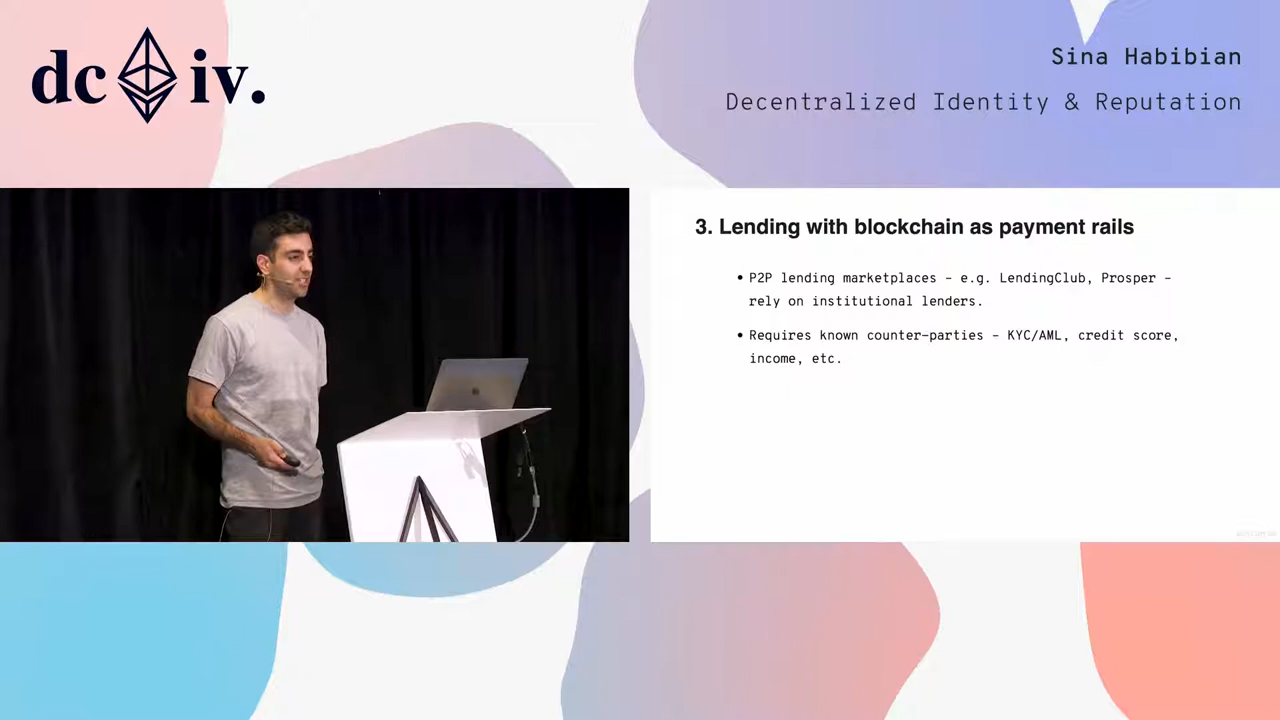 dc iv.
Sina Habibian
Decentralized Identity & Reputation
3. Lending with blockchain as payment rails
• P2P lending marketplaces – e.g. LendingClub, Prosper –
rely on institutional lenders.
• Requires known counter-parties – KYC/AML, credit score,
income, etc.